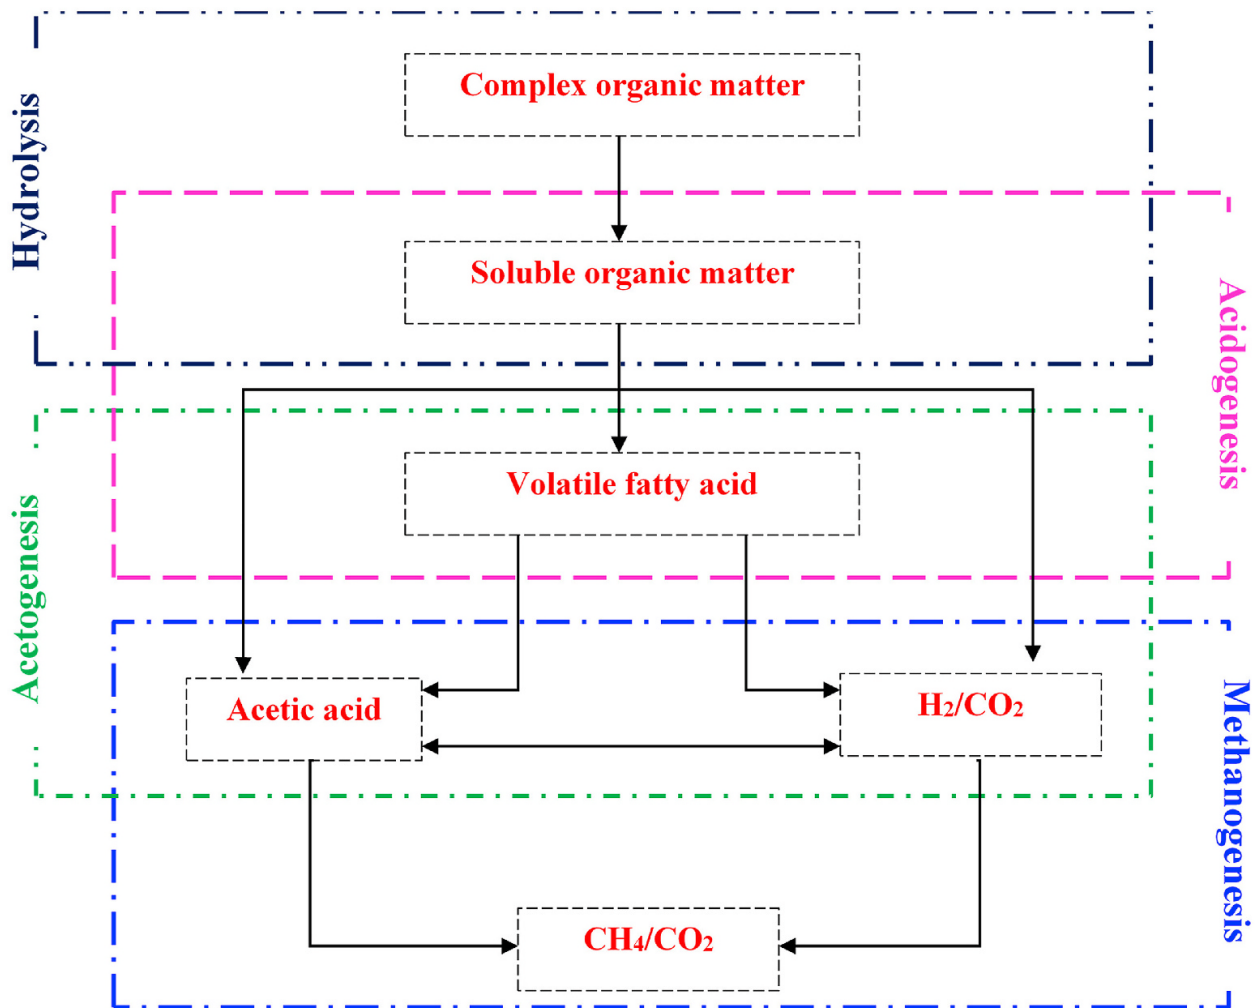 Complex organic matter
Hydrolysis
Soluble organic matter
Acidogenesis
Volatile fatty acid
Acetogenesis
Acetic acid
H₂/CO₂
Methanogenesis
CH₄/CO₂